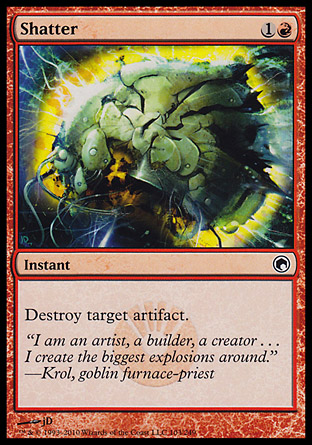 Shatter 1
Instant
Destroy target artifact.
“I am an artist, a builder, a creator . . .
I create the biggest explosions around.”
—Krol, goblin furnace-priest
jD